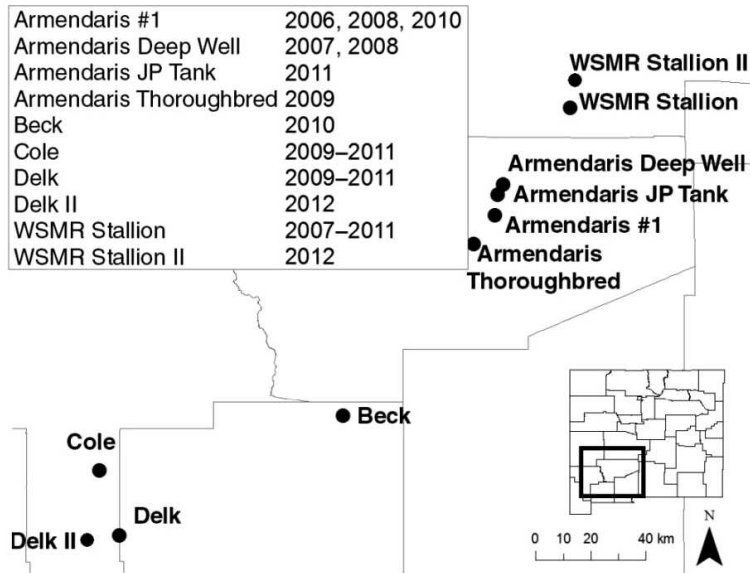 Armendaris #1 2006, 2008, 2010
Armendaris Deep Well 2007, 2008
Armendaris JP Tank 2011
Armendaris Thoroughbred 2009
Beck 2010
Cole 2009–2011
Delk 2009–2011
Delk II 2012
WSMR Stallion 2007–2011
WSMR Stallion II 2012
WSMR Stallion II
WSMR Stallion
Armendaris Deep Well
Armendaris JP Tank
Armendaris #1
Armendaris
Thoroughbred
Beck
Cole
Delk
Delk II
N
0 10 20 40 km